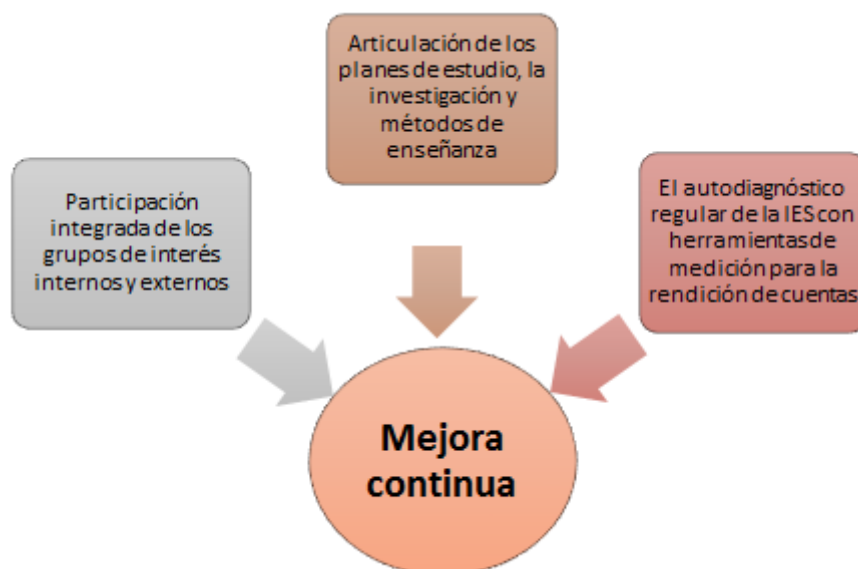 Articulación de los
planes de estudio, la
investigación y
métodos de
enseñanza
Participación
integrada de los
grupos de interés
internos y externos
El autodiagnóstico
regular de la IES con
herramientas de
medición para la
rendición de cuentas
Mejora
continua